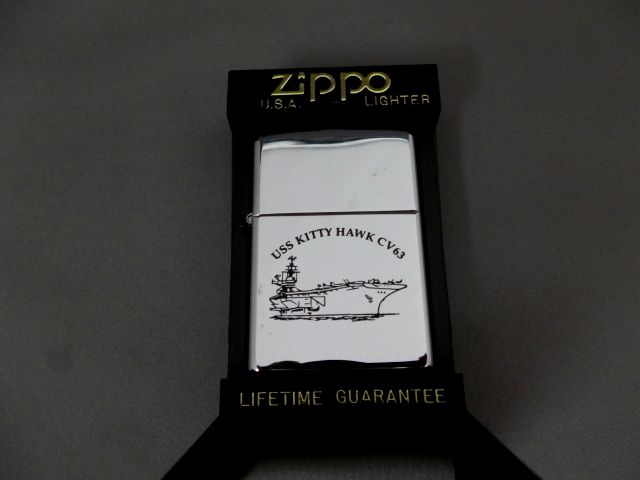 zippo
U.S.A. LIGHTER
USS KITTY HAWK CV63
LIFETIME GUARANTEE